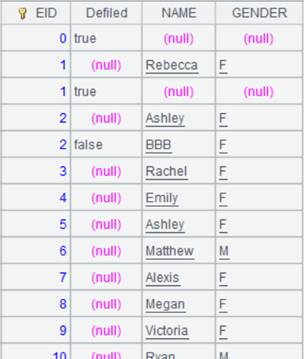 EID Defiled NAME GENDER
0 true (null) (null)
1 (null) Rebecca F
1 true (null) (null)
2 (null) Ashley F
2 false BBB F
3 (null) Rachel F
4 (null) Emily F
5 (null) Ashley F
6 (null) Matthew M
7 (null) Alexis F
8 (null) Megan F
9 (null) Victoria F
10 (null) Ryan M